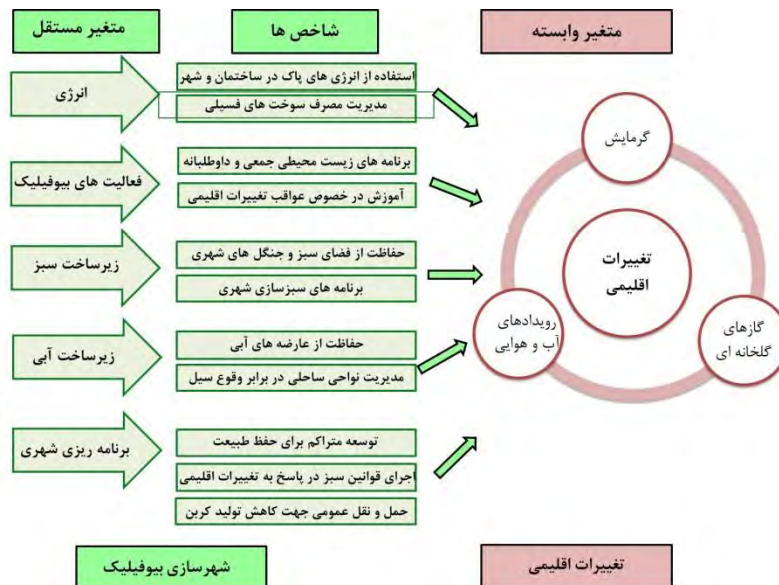 متغیر مستقل
شاخص ها
متغیر وابسته
انرژی
استفاده از انرژی های پاک در ساختمان و شهر
مدیریت مصرف سوخت های فسیلی
فعالیت های بیوفیلیک
برنامه های زیست محیطی جمعی و داوطلبانه
آموزش در خصوص عواقب تغییرات اقلیمی
زیرساخت سبز
حفاظت از فضای سبز و جنگل های شهری
برنامه های سبزسازی شهری
زیرساخت آبی
حفاظت از عارضه های آبی
مدیریت نواحی ساحلی در برابر وقوع سیل
برنامه ریزی شهری
توسعه متراکم برای حفظ طبیعت
اجرای قوانین سبز در پاسخ به تغییرات اقلیمی
حمل و نقل عمومی جهت کاهش تولید کربن
گرمایش
تغییرات
اقلیمی
رویدادهای
آب و هوایی
گازهای
گلخانه ای
شهرسازی بیوفیلیک
تغییرات اقلیمی